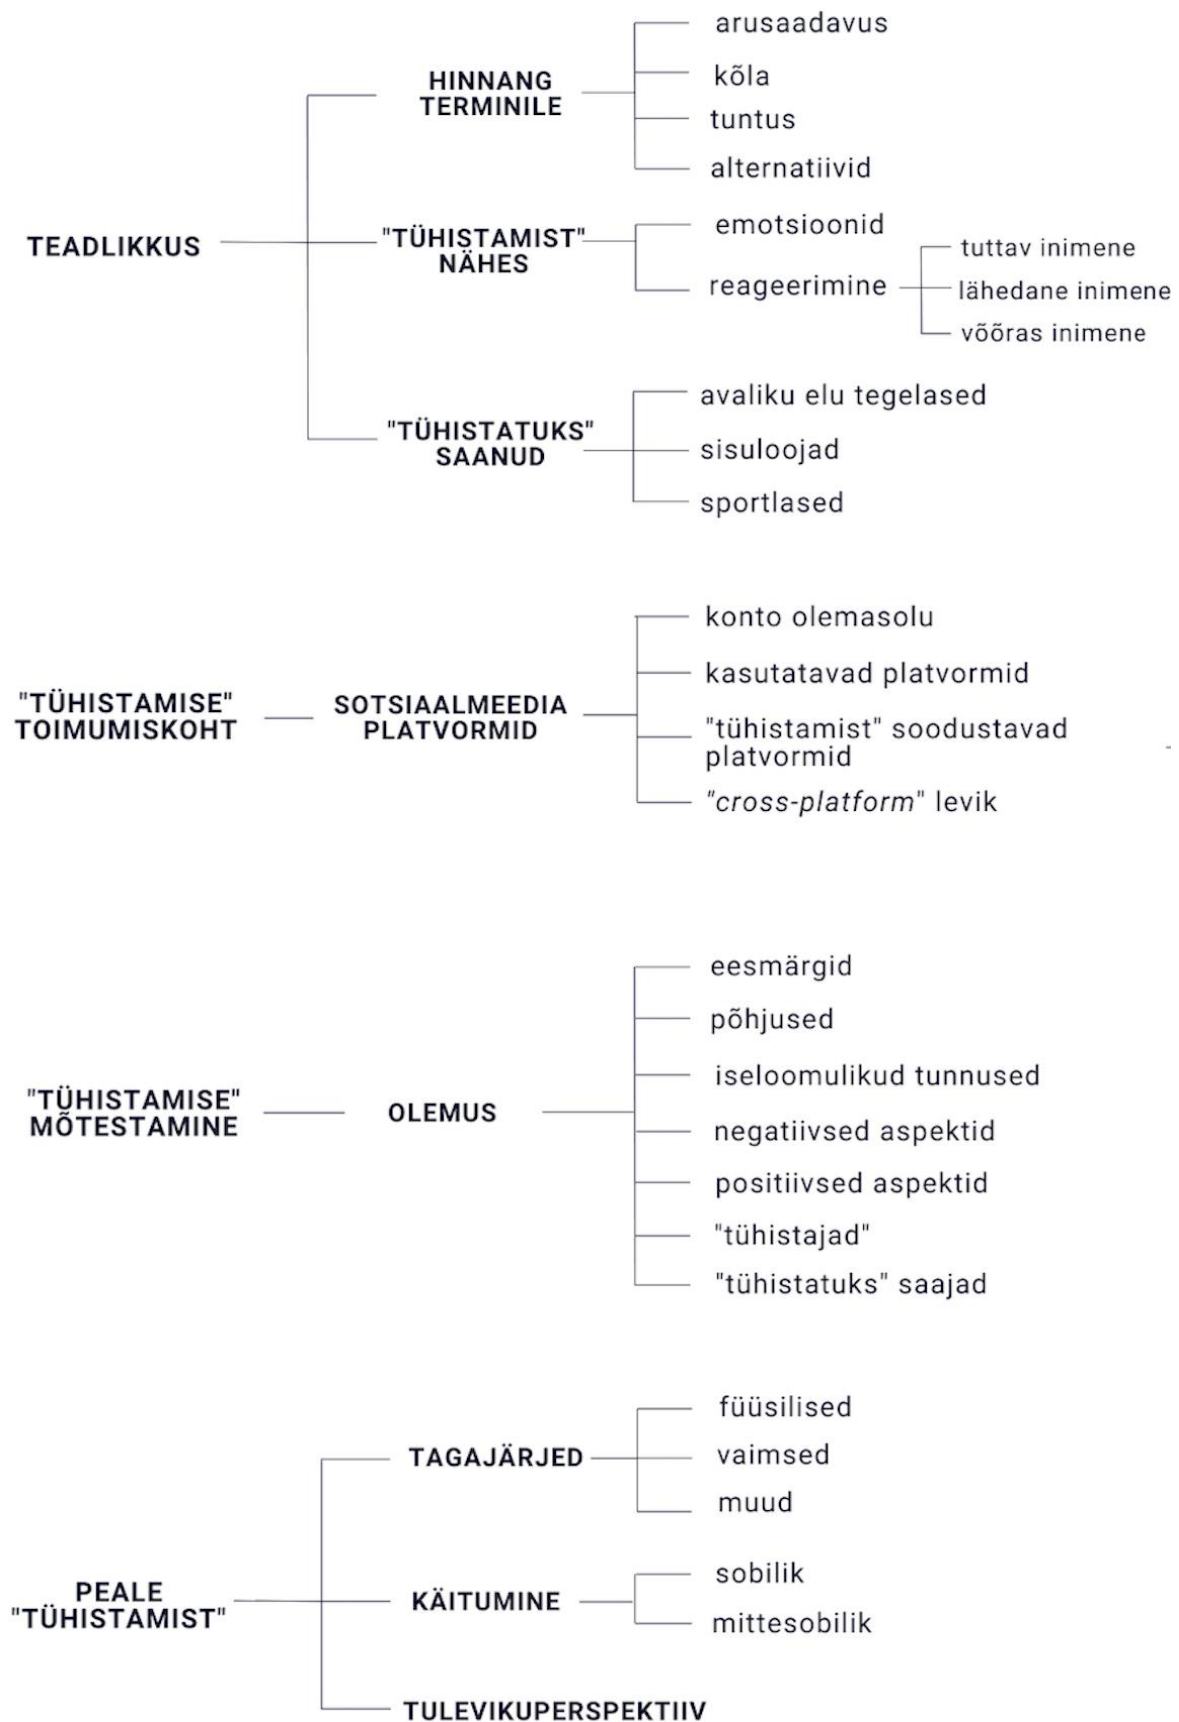 TEADLIKKUS
HINNANG
TERMINILE
arusaadavus
kõla
tuntus
alternatiivid
"TÜHISTAMIST"
NÄHES
emotsioonid
reageerimine
tuttav inimene
lähedane inimene
võõras inimene
"TÜHISTATUKS"
SAANUD
avaliku elu tegelased
sisuloojad
sportlased
"TÜHISTAMISE"
TOIMUMISKOHT
SOTSIAALMEEDIA
PLATVORMID
konto olemasolu
kasutatavad platvormid
"tühistamist" soodustavad
platvormid
"cross-platform" levik
"TÜHISTAMISE"
MÕTESTAMINE
OLEMUS
eesmärgid
põhjused
iseloomulikud tunnused
negatiivsed aspektid
positiivsed aspektid
"tühistajad"
"tühistatuks" saajad
PEALE
"TÜHISTAMIST"
TAGAJÄRJED
füüsilised
vaimsed
muud
KÄITUMINE
sobilik
mittesobilik
TULEVIKUPERSPEKTIIV